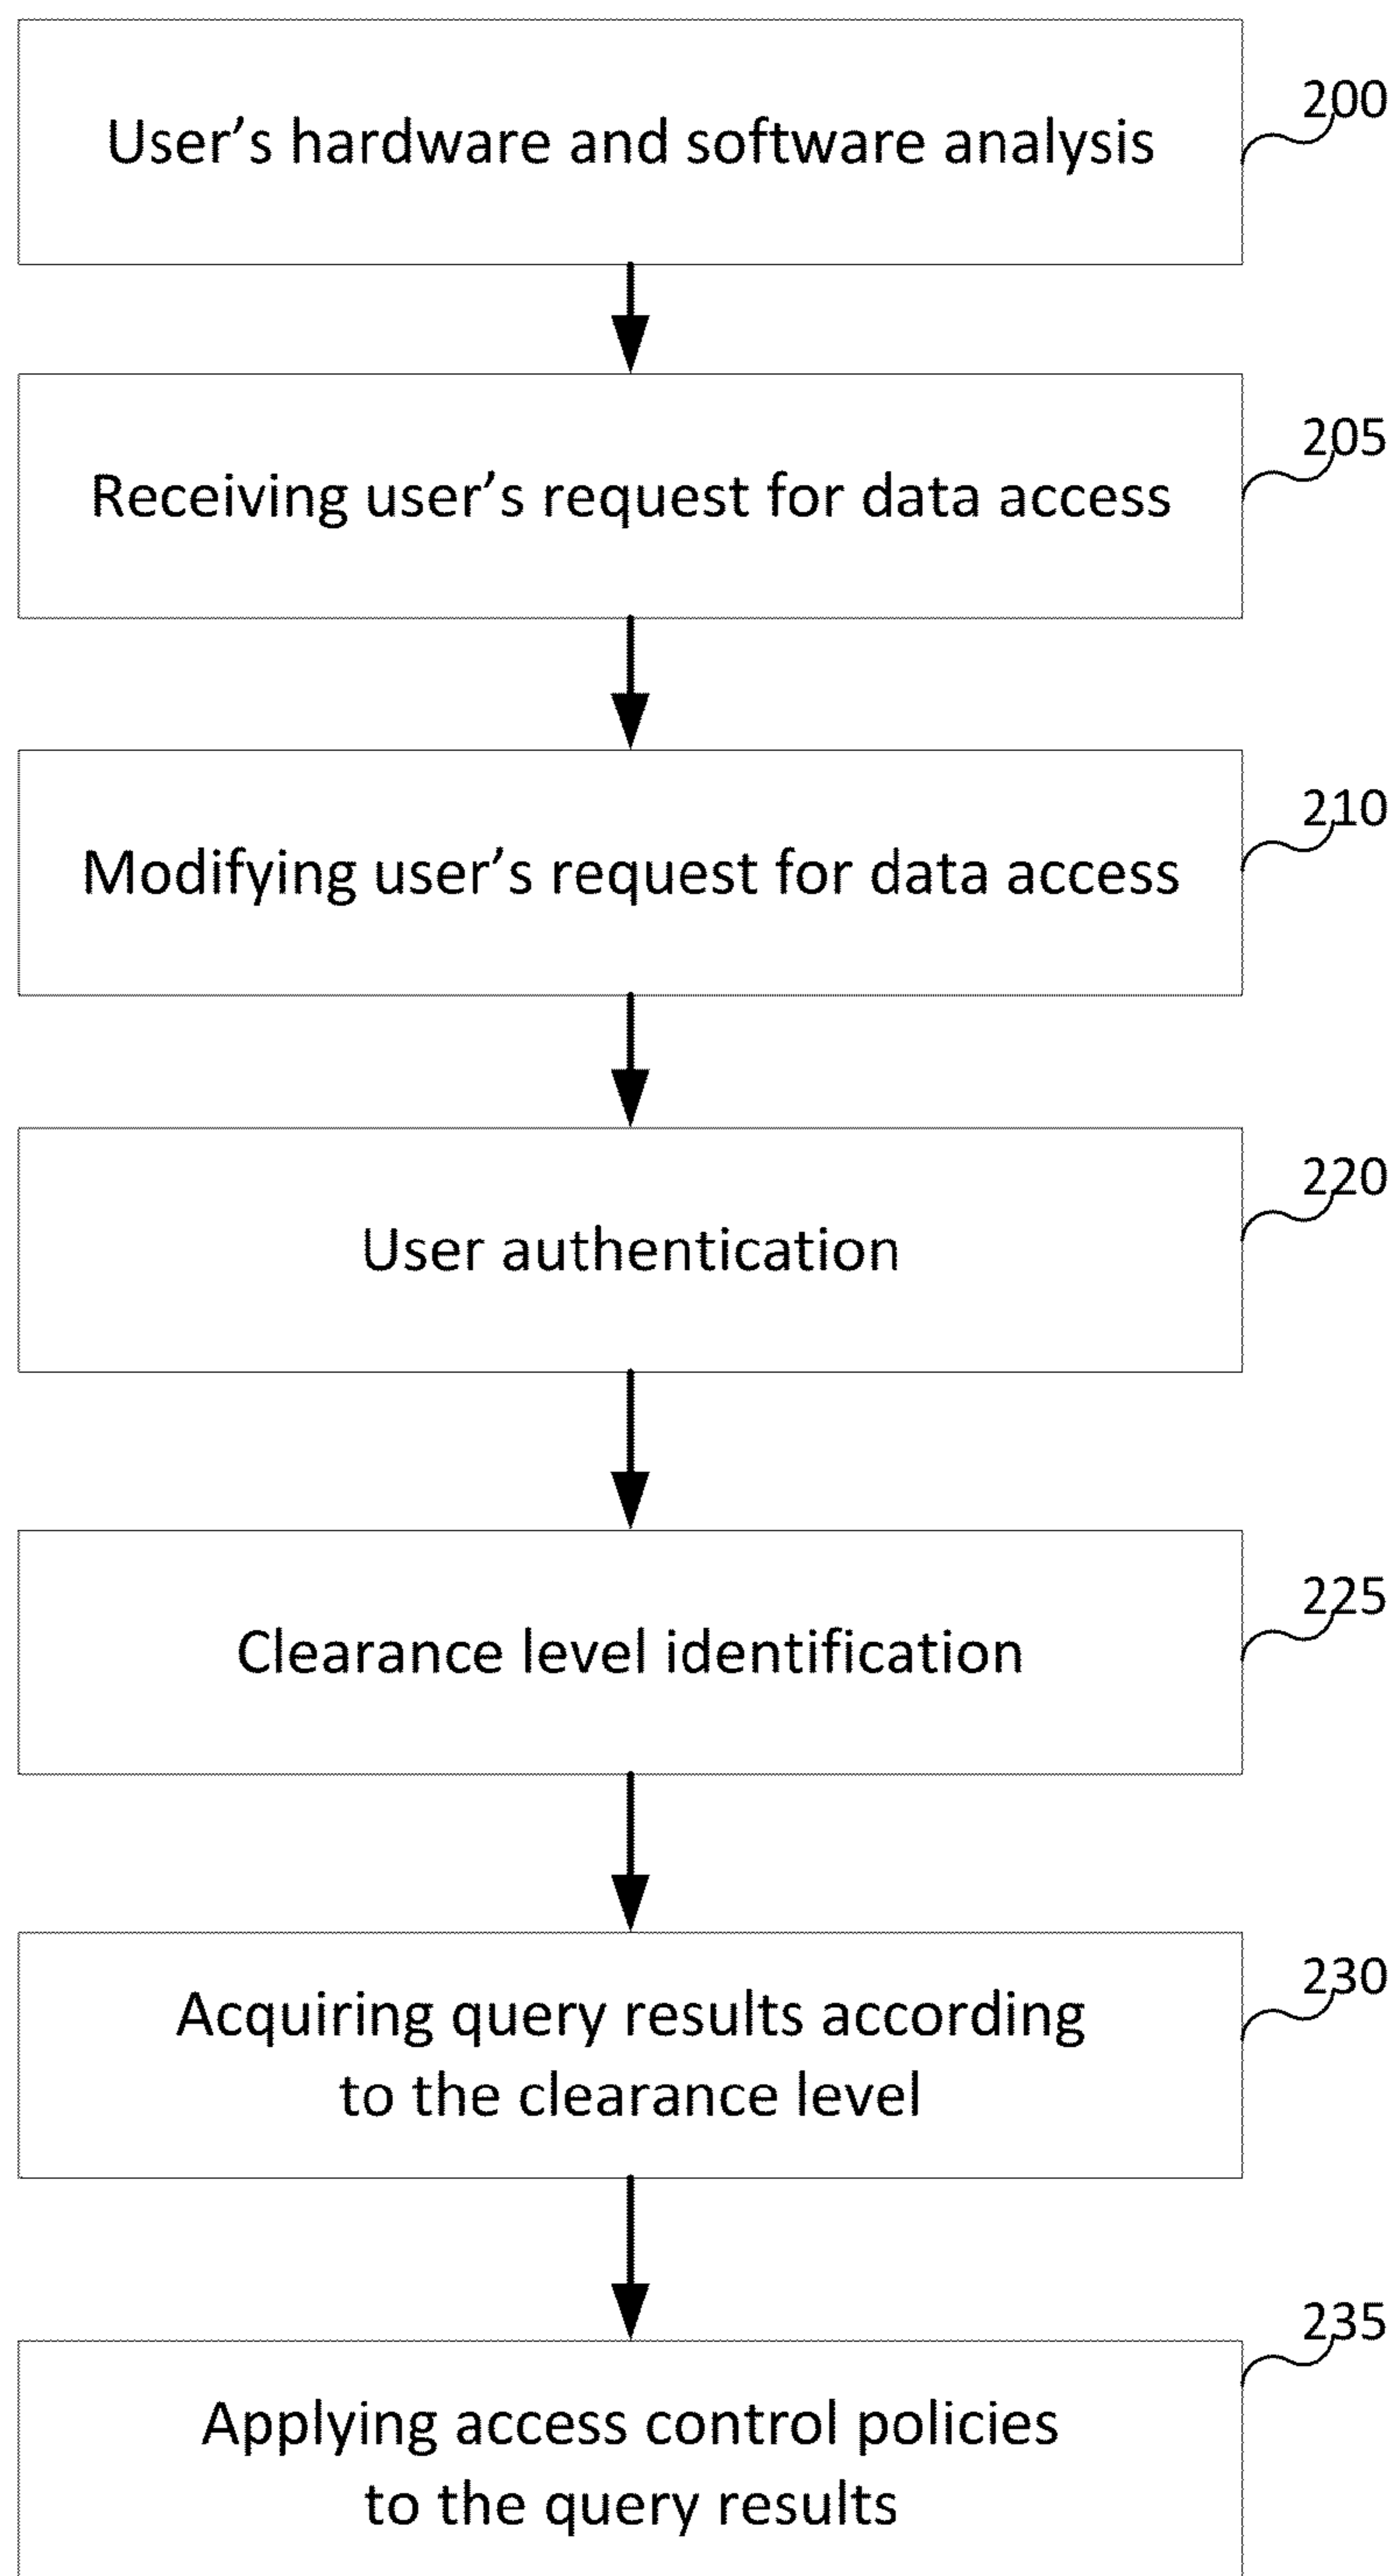 User’s hardware and software analysis
200
Receiving user’s request for data access
205
Modifying user’s request for data access
210
User authentication
220
Clearance level identification
225
Acquiring query results according
to the clearance level
230
Applying access control policies
to the query results
235